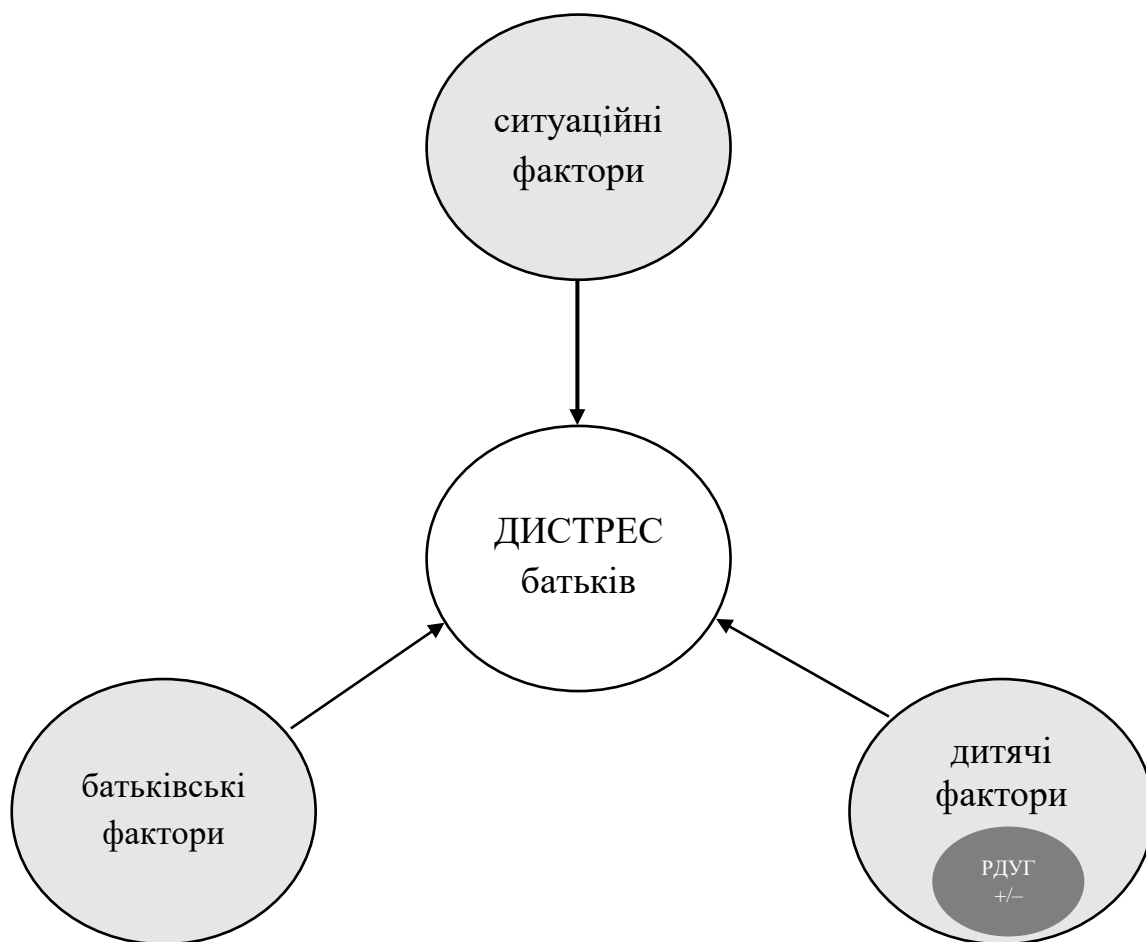 ситуаційні
фактори
ДИСТРЕС
батьків
батьківські
фактори
дитячі
фактори
РДУГ
+/–